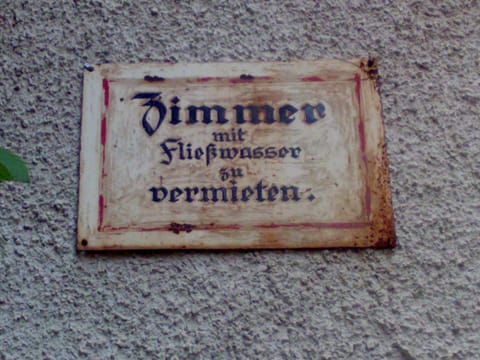 Zimmer
mit
Fließwasser
zu
vermieten.